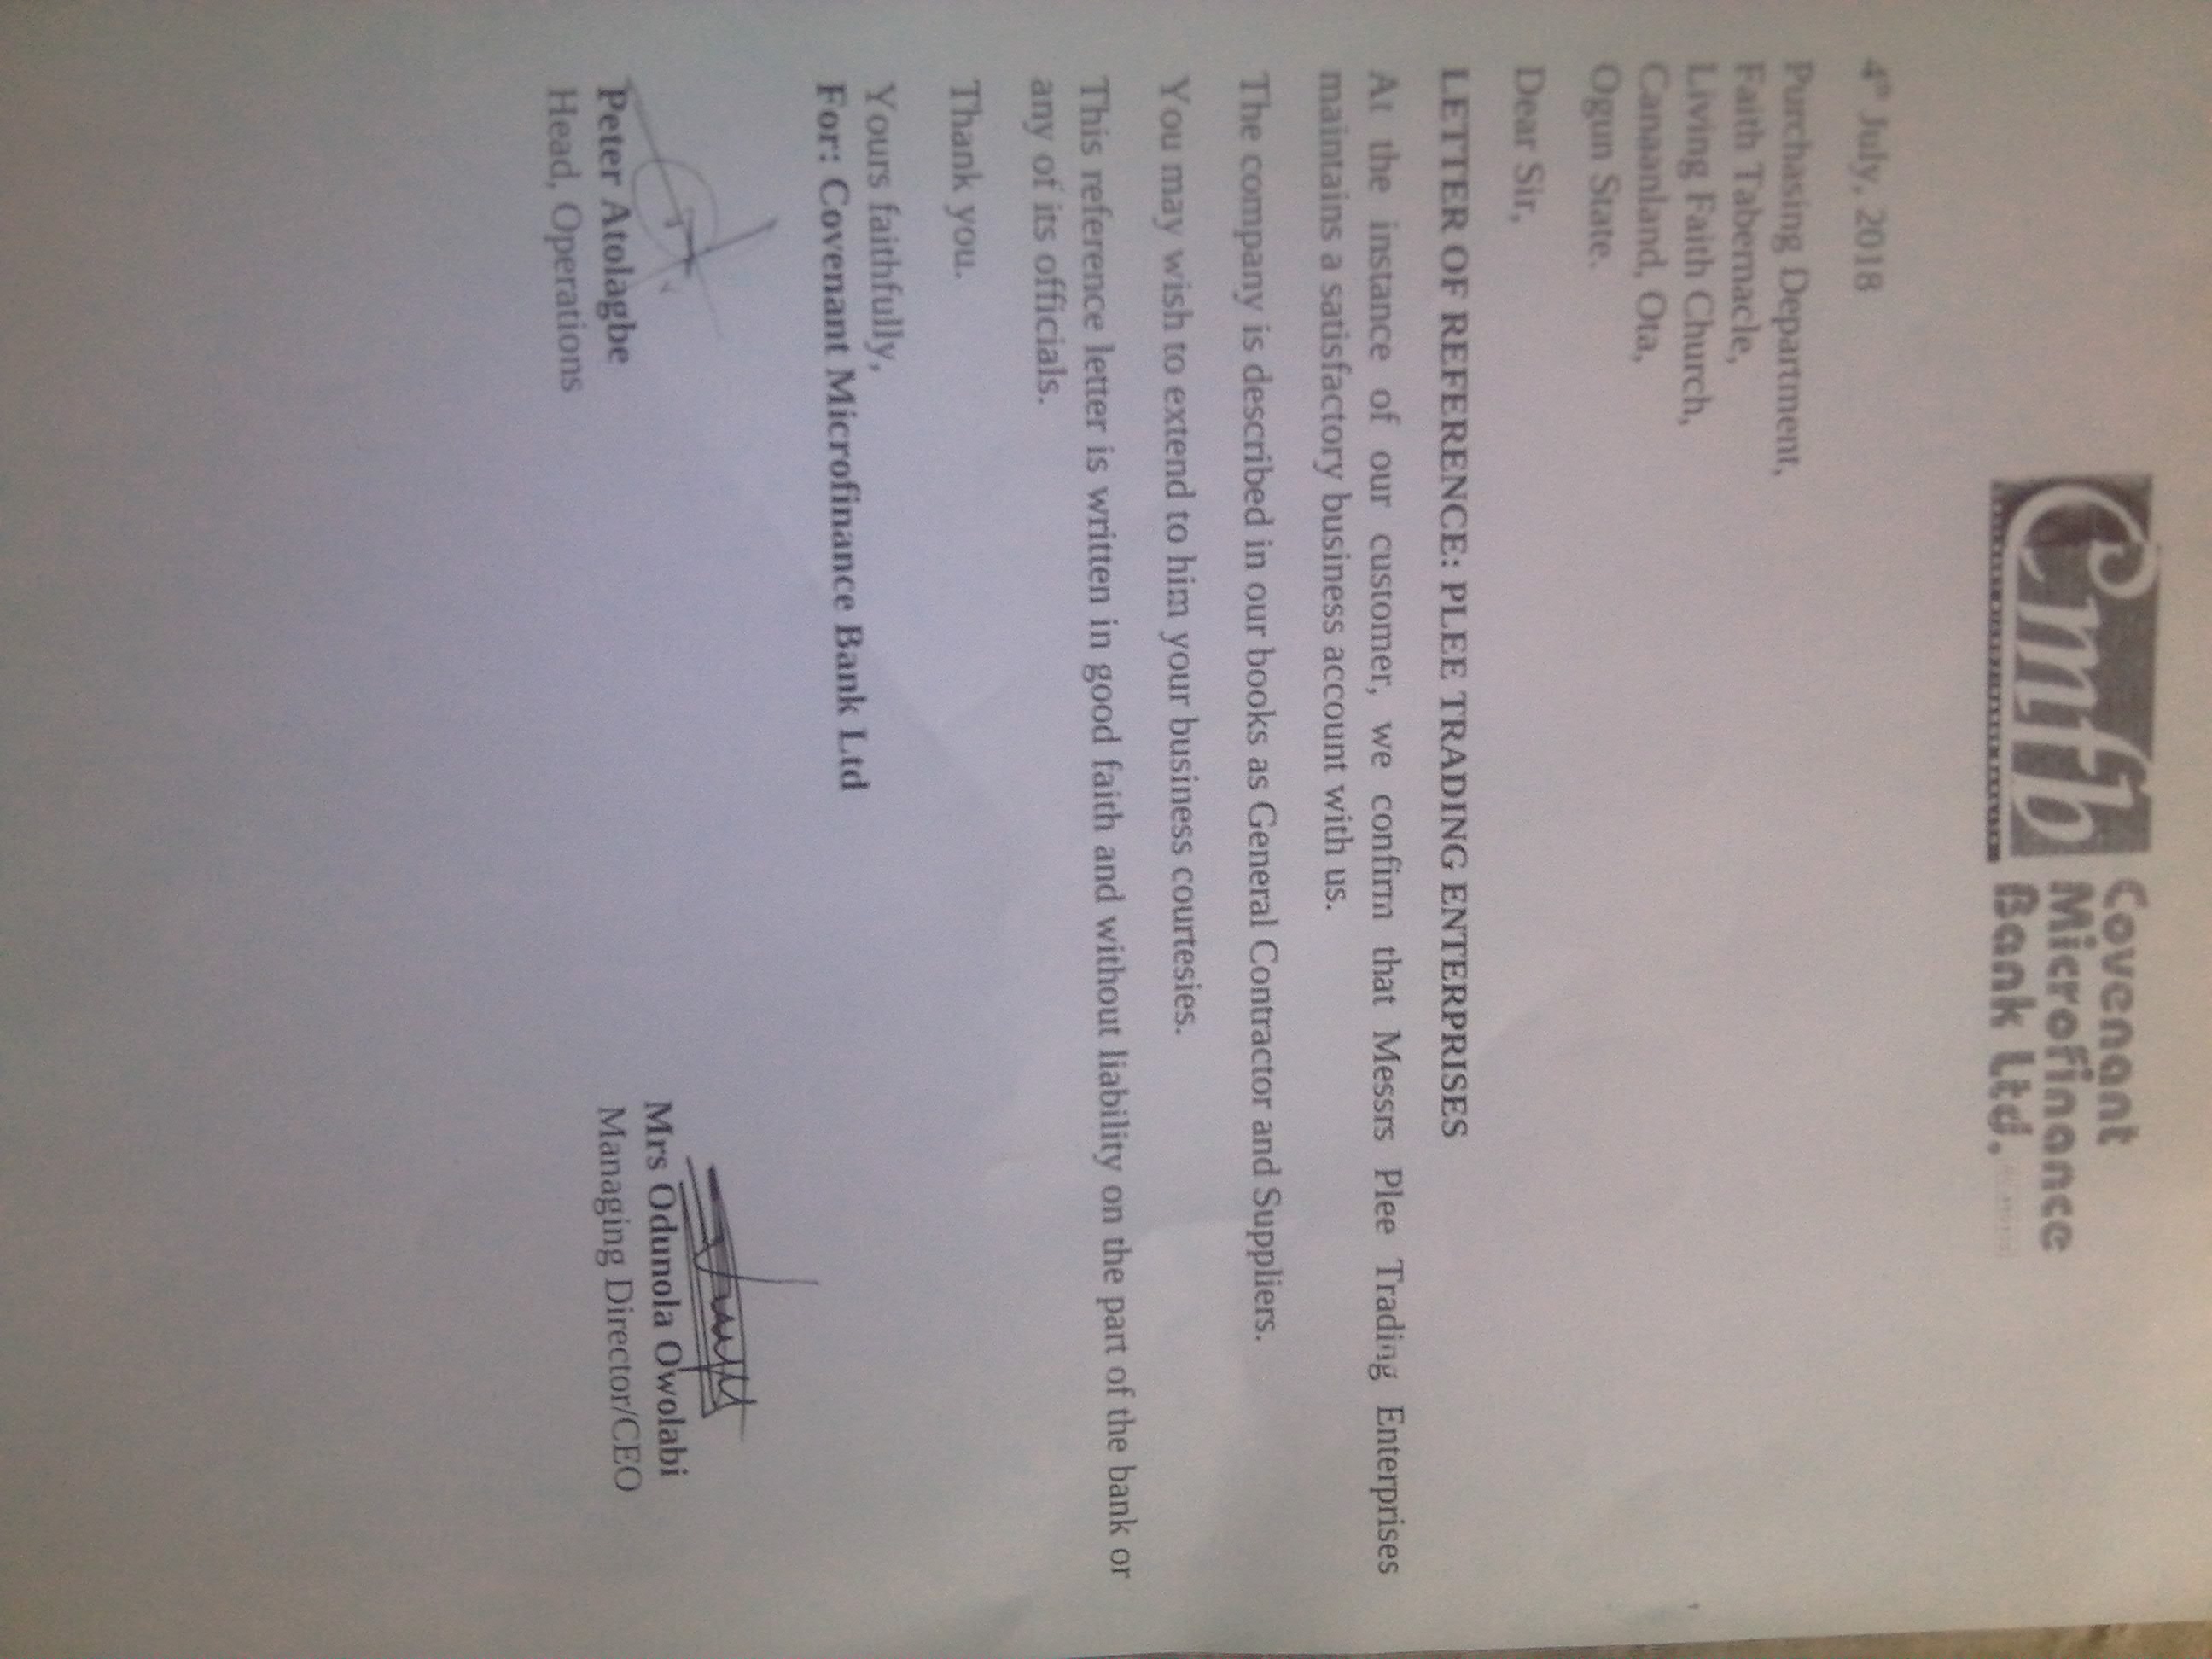 Cmfb
Covenant
Microfinance
Bank Ltd.
4th July, 2018
Purchasing Department,
Faith Tabernacle,
Living Faith Church,
Canaanland, Ota,
Ogun State.
Dear Sir,
LETTER OF REFERENCE: PLEE TRADING ENTERPRISES
At the instance of our customer, we confirm that Messrs Plee Trading Enterprises
maintains a satisfactory business account with us.
The company is described in our books as General Contractor and Suppliers.
You may wish to extend to him your business courtesies.
This reference letter is written in good faith and without liability on the part of the bank or
any of its officials.
Thank you.
Yours faithfully,
For: Covenant Microfinance Bank Ltd
Peter Atolagbe
Head, Operations
Mrs Odunola Owolabi
Managing Director/CEO